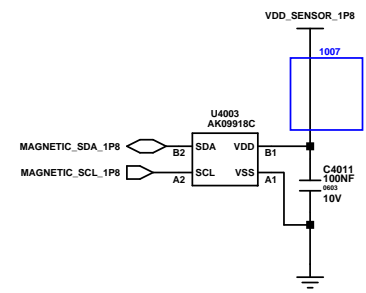 VDD_SENSOR_1P8
1007
U4003
AK09918C
MAGNETIC_SDA_1P8
B2
SDA
VDD
B1
MAGNETIC_SCL_1P8
A2
SCL
VSS
A1
C4011
100NF
0603
10V